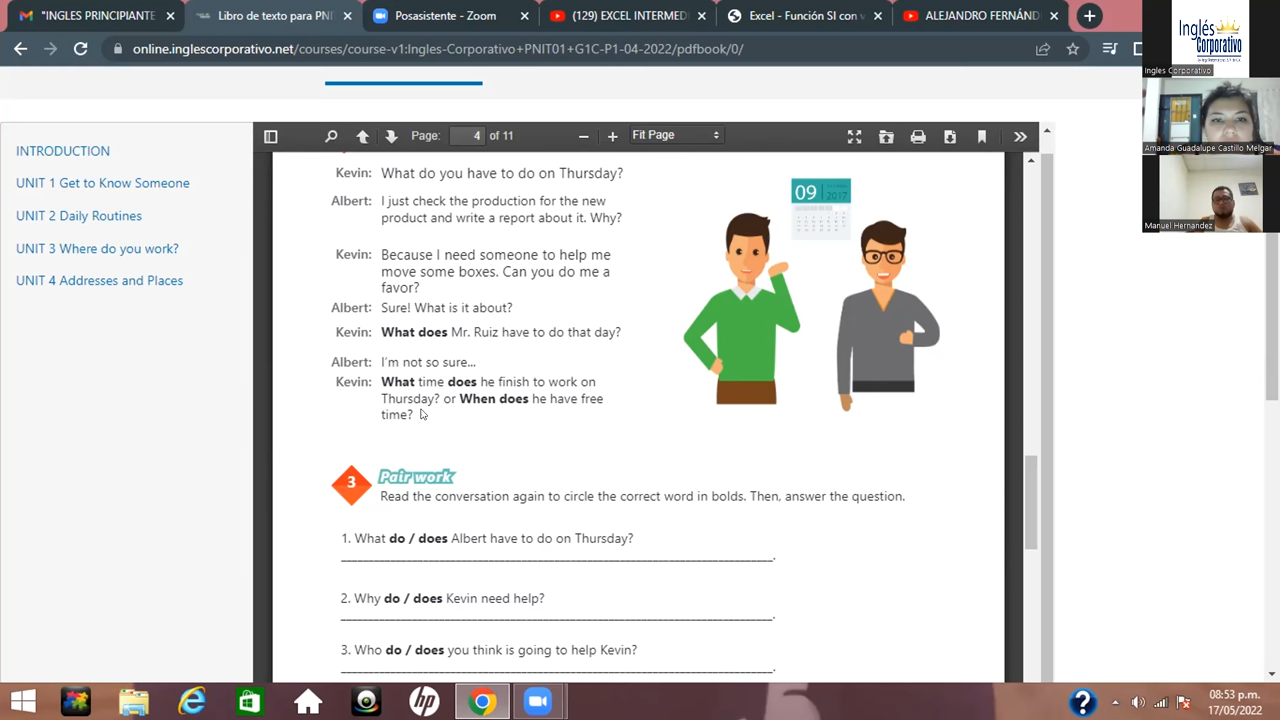 "INGLES PRINCIPIANTE
Libro de texto para PNIT
Posasistente - Zoom
(129) EXCEL INTERMED
Excel - Función SI con v
ALEJANDRO FERNÁND
online.inglescorporativo.net/courses/course-v1:Ingles-Corporativo+PNIT01+G1C-P1-04-2022/pdfbook/0/
Inglés
Corporativo
Ingles Corporativo
Amanda Guadalupe Castillo Melgar
Manuel Hernandez
INTRODUCTION
UNIT 1 Get to Know Someone
UNIT 2 Daily Routines
UNIT 3 Where do you work?
UNIT 4 Addresses and Places
Page: 4 of 11
Fit Page
Kevin: What do you have to do on Thursday?
Albert: I just check the production for the new
product and write a report about it. Why?
Kevin: Because I need someone to help me
move some boxes. Can you do me a
favor?
Albert: Sure! What is it about?
Kevin: What does Mr. Ruiz have to do that day?
Albert: I'm not so sure...
Kevin: What time does he finish to work on
Thursday? or When does he have free
time?
09
2017
3 Pair work
Read the conversation again to circle the correct word in bolds. Then, answer the question.
1. What do / does Albert have to do on Thursday?
2. Why do / does Kevin need help?
3. Who do / does you think is going to help Kevin?
08:53 p.m.
17/05/2022